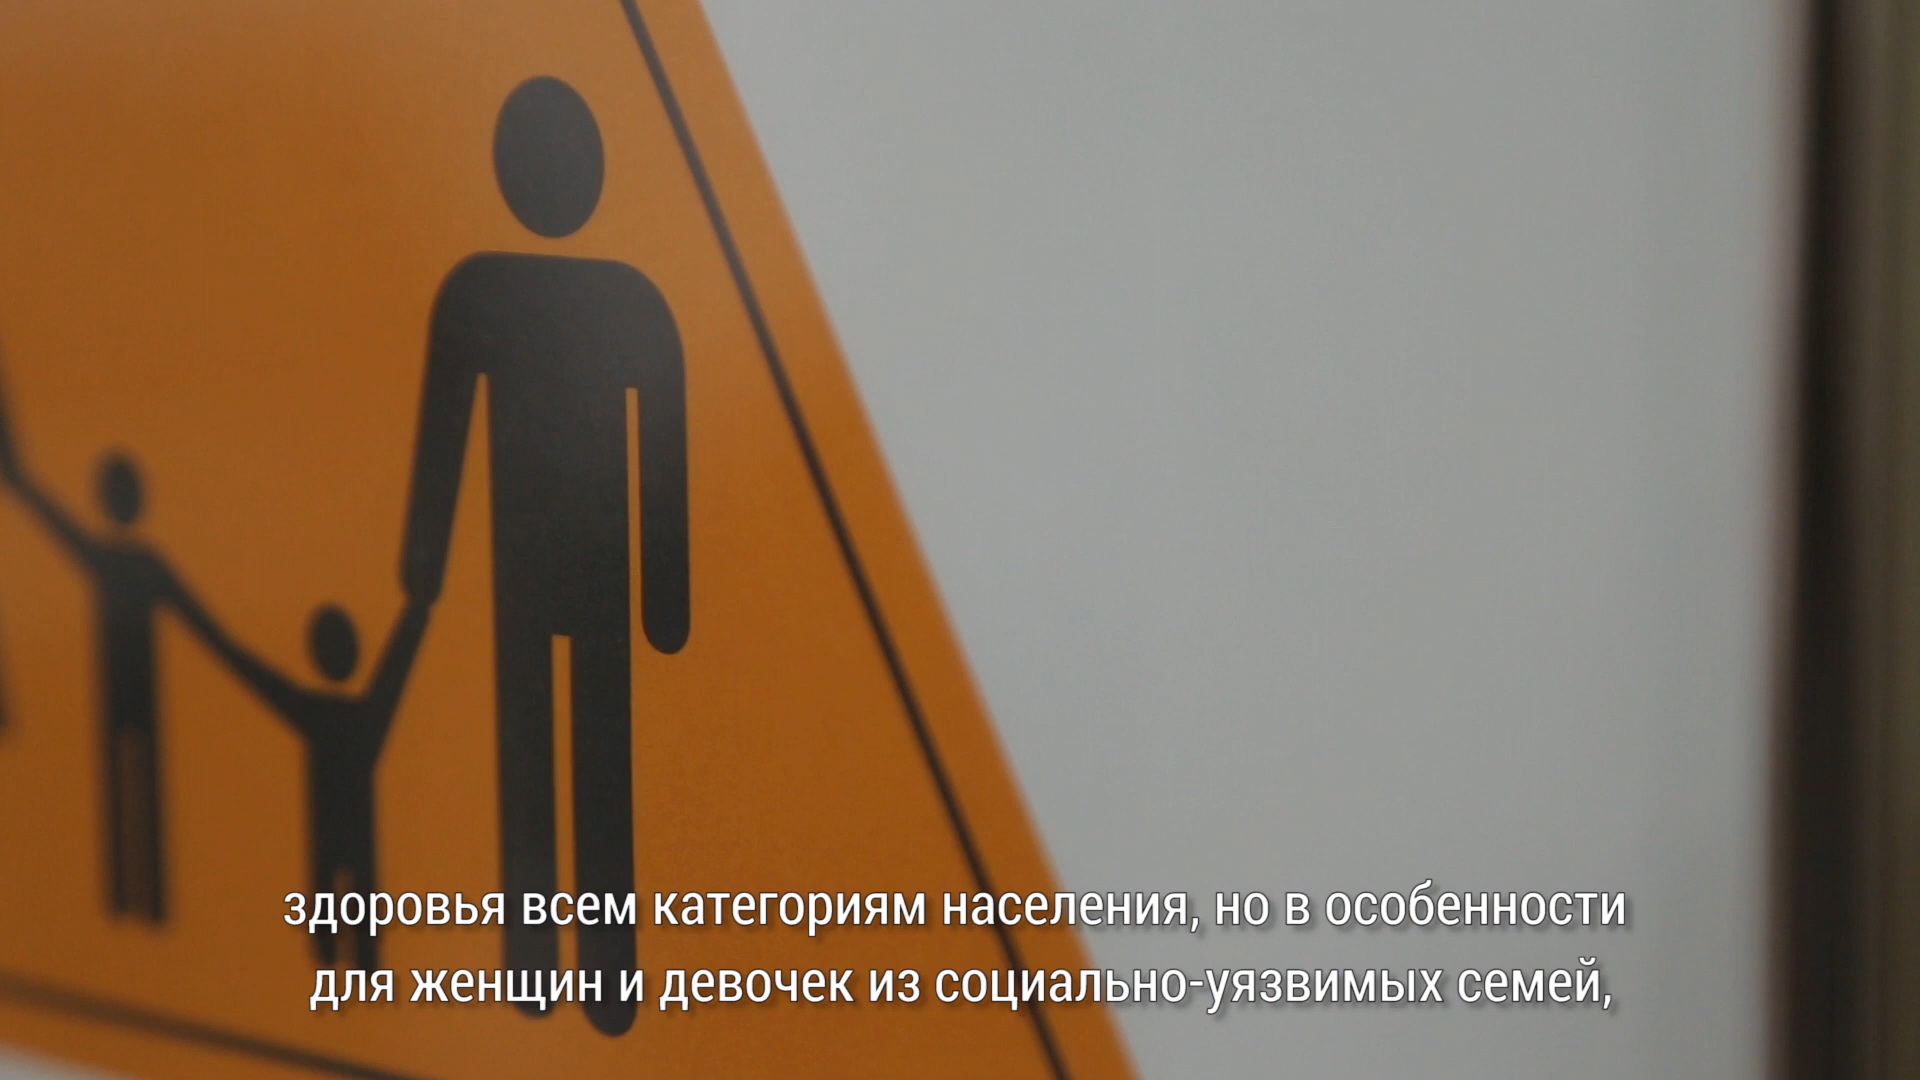 здоровья всем категориям населения, но в особенности
для женщин и девочек из социально-уязвимых семей,